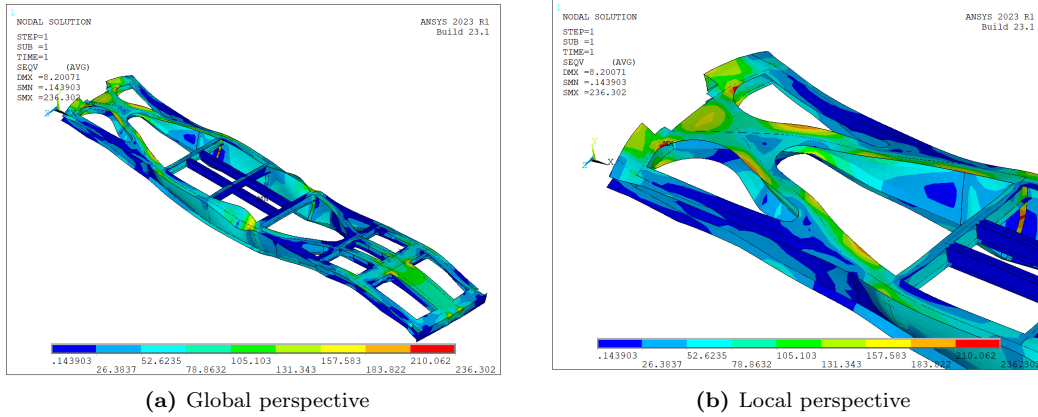 1
NODAL SOLUTION
STEP=1
SUB =1
TIME=1
SEQV (AVG)
DMX =8.20071
SMN =.143903
SMX =236.302
ANSYS 2023 R1
Build 23.1
Z
X
MX
MN
.143903
26.3837
52.6235
78.8632
105.103
131.343
157.583
183.822
210.062
236.302
(a) Global perspective
1
NODAL SOLUTION
STEP=1
SUB =1
TIME=1
SEQV (AVG)
DMX =8.20071
SMN =.143903
SMX =236.302
ANSYS 2023 R1
Build 23.1
Y
Z
X
MX
.143903
26.3837
52.6235
78.8632
105.103
131.343
157.583
183.822
210.062
236.302
(b) Local perspective